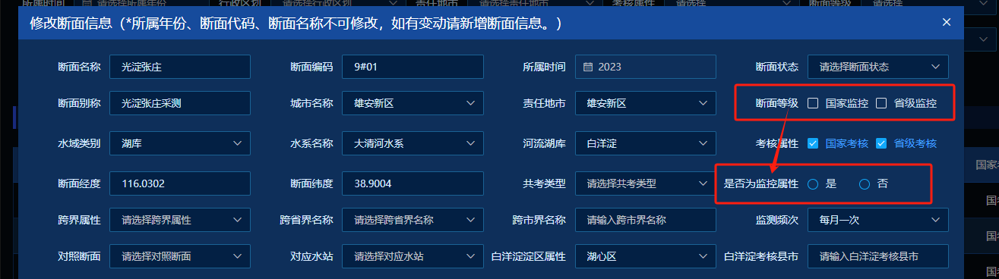 所属时间 请选择所属年份 行政区划 请选择行政区划 责任地市 请选择责任地市 考核属性 请选择 断面等级 请选择
修改断面信息（*所属年份、断面代码、断面名称不可修改，如有变动请新增断面信息。）
断面名称 光淀张庄 断面编码 9#01 所属时间 2023 断面状态 请选择断面状态
断面别称 光淀张庄采测 城市名称 雄安新区 责任地市 雄安新区 断面等级 国家监控 省级监控
水域类别 湖库 水系名称 大清河水系 河流湖库 白洋淀 考核属性 国家考核 省级考核
国家考
断面经度 116.0302 断面纬度 38.9004 共考类型 请选择共考类型 是否为监控属性 是 否
国考
跨界属性 请选择跨界属性 跨省界名称 请选择跨省界名称 跨市界名称 请输入跨市界名称 监测频次 每月一次
国考
对照断面 请选择对照断面 对应水站 请选择对应水站 白洋淀淀区属性 湖心区 白洋淀考核县市 请输入白洋淀考核县市
国考